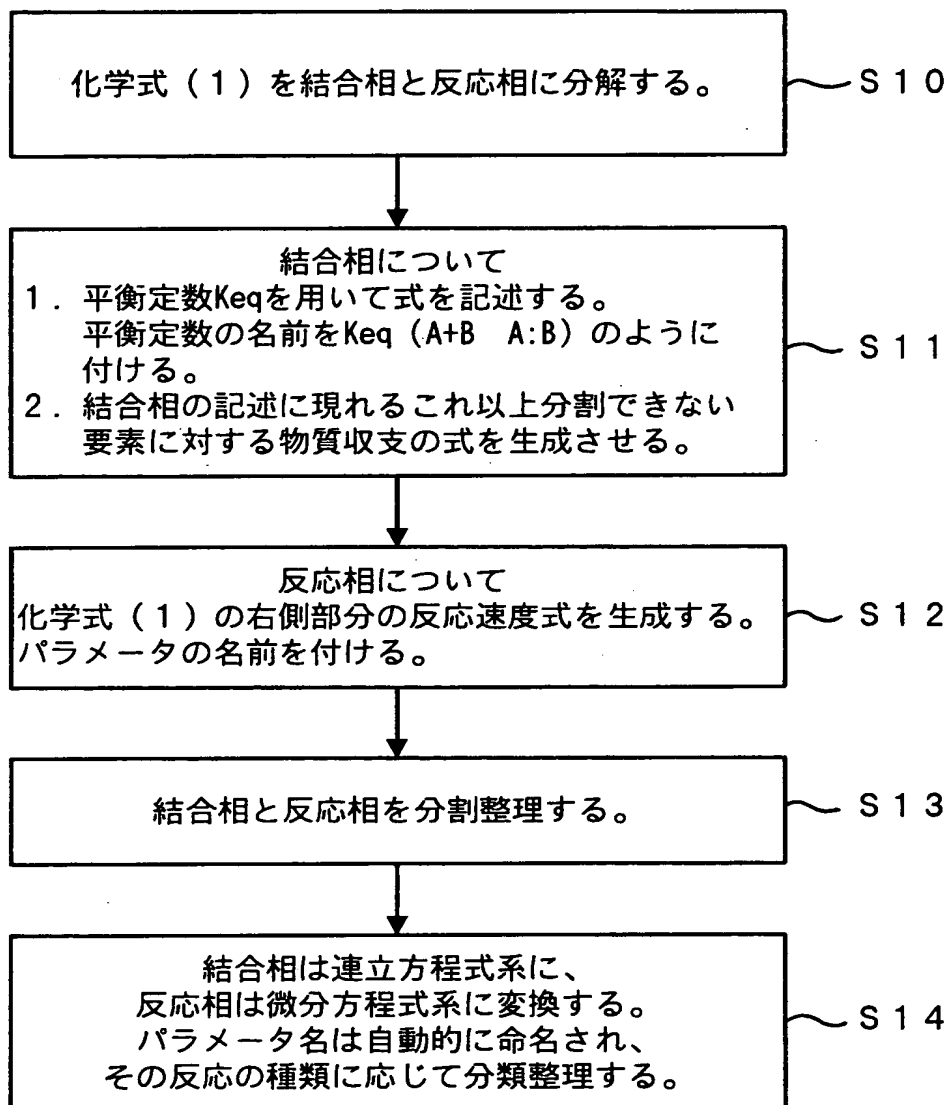 化学式（１）を結合相と反応相に分解する。
Ｓ１０
結合相について
１．平衡定数Keqを用いて式を記述する。
平衡定数の名前をKeq（A+B　A:B）のように
付ける。
２．結合相の記述に現れるこれ以上分割できない
要素に対する物質収支の式を生成させる。
Ｓ１１
反応相について
化学式（１）の右側部分の反応速度式を生成する。
パラメータの名前を付ける。
Ｓ１２
結合相と反応相を分割整理する。
Ｓ１３
結合相は連立方程式系に、
反応相は微分方程式系に変換する。
パラメータ名は自動的に命名され、
その反応の種類に応じて分類整理する。
Ｓ１４